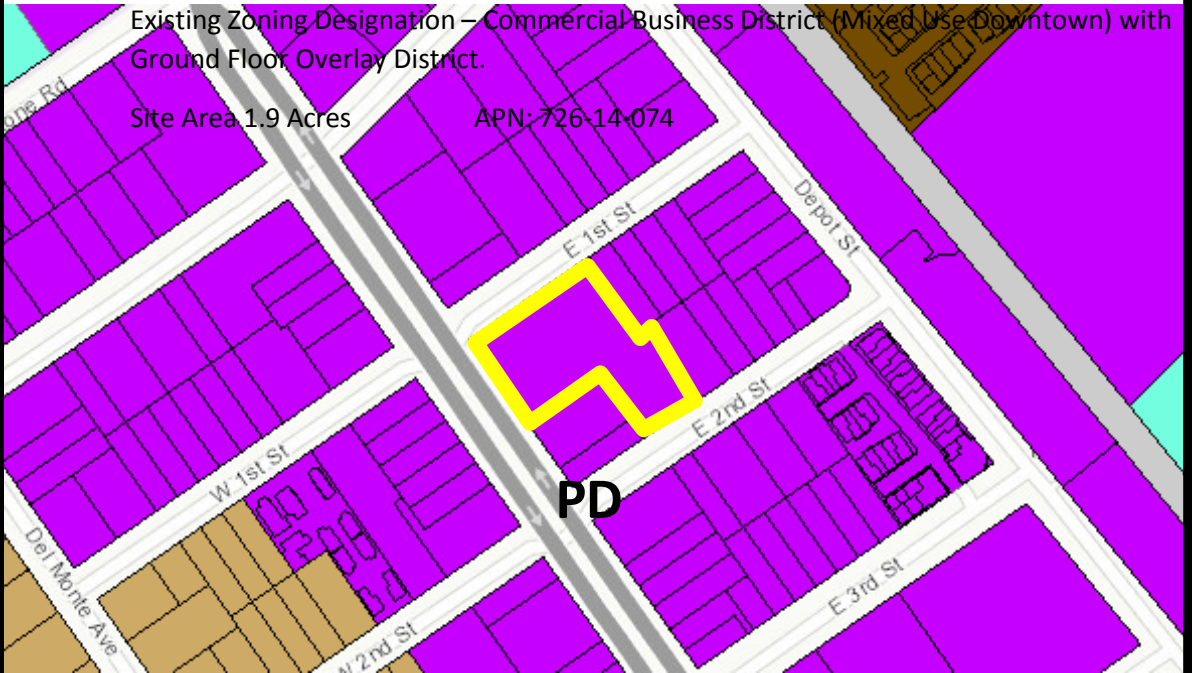 Existing Zoning Designation – Commercial Business District (Mixed Use Downtown) with
Ground Floor Overlay District.
Site Area 1.9 Acres APN: 726-14-074
Rd
Depot St
E 1st St
E 2nd St
W 1st St
PD
Del Monte Ave
E 3rd St
W 2nd St